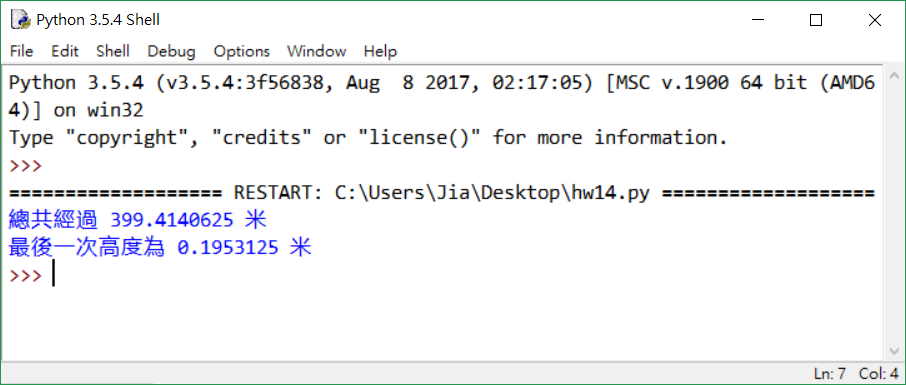 Python 3.5.4 Shell
File Edit Shell Debug Options Window Help
Python 3.5.4 (v3.5.4:3f56838, Aug  8 2017, 02:17:05) [MSC v.1900 64 bit (AMD6
4)] on win32
Type "copyright", "credits" or "license()" for more information.
>>>
=================== RESTART: C:\Users\Jia\Desktop\hw14.py ===================
總共經過 399.4140625 米
最後一次高度為 0.1953125 米
>>>
Ln: 7 Col: 4